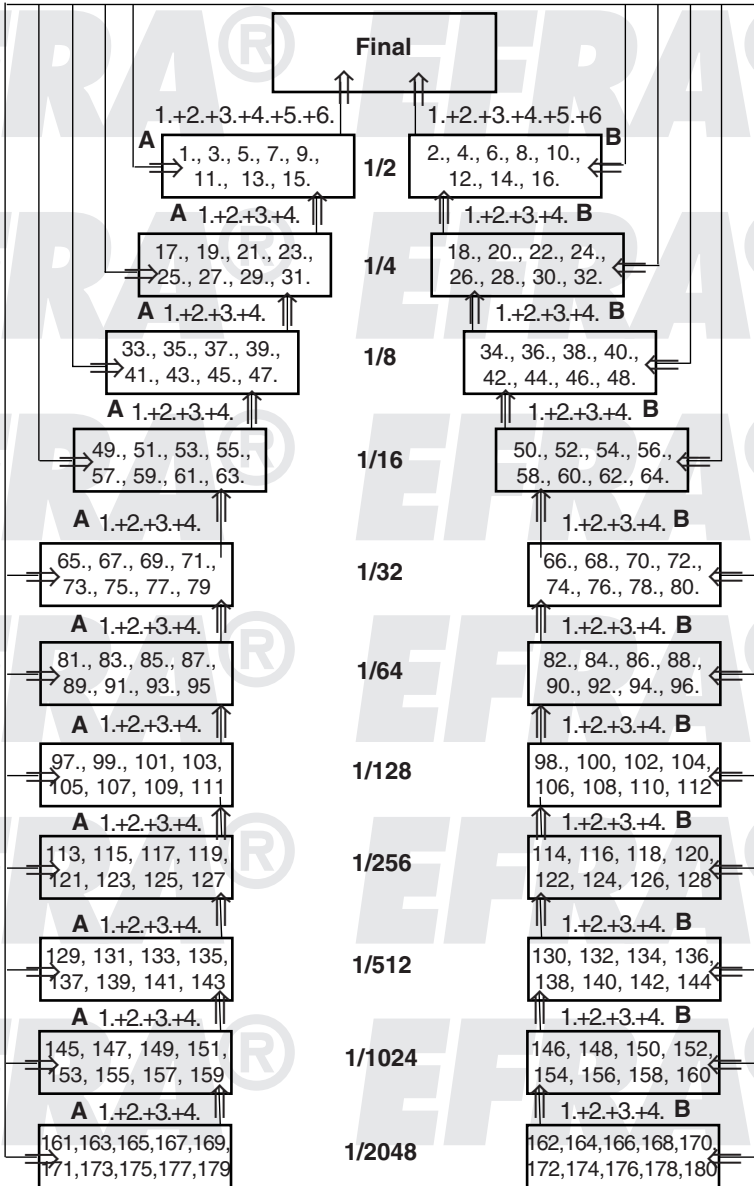 Final
1.+2.+3.+4.+5.+6. 1.+2.+3.+4.+5.+6
A B
1., 3., 5., 7., 9., 1/2 2., 4., 6., 8., 10.,
11., 13., 15. 12., 14., 16.
A 1.+2.+3.+4. 1.+2.+3.+4. B
17., 19., 21., 23., 1/4 18., 20., 22., 24.,
25., 27., 29., 31. 26., 28., 30., 32.
A 1.+2.+3.+4. 1.+2.+3.+4. B
33., 35., 37., 39., 1/8 34., 36., 38., 40.,
41., 43., 45., 47. 42., 44., 46., 48.
A 1.+2.+3.+4. 1.+2.+3.+4. B
49., 51., 53., 55., 1/16 50., 52., 54., 56.,
57., 59., 61., 63. 58., 60., 62., 64.
A 1.+2.+3.+4. 1.+2.+3.+4. B
65., 67., 69., 71., 1/32 66., 68., 70., 72.,
73., 75., 77., 79 74., 76., 78., 80.
A 1.+2.+3.+4. 1.+2.+3.+4. B
81., 83., 85., 87., 1/64 82., 84., 86., 88.,
89., 91., 93., 95 90., 92., 94., 96.
A 1.+2.+3.+4. 1.+2.+3.+4. B
97., 99., 101, 103, 1/128 98., 100, 102, 104,
105, 107, 109, 111 106, 108, 110, 112
A 1.+2.+3.+4. 1.+2.+3.+4. B
113, 115, 117, 119, 1/256 114, 116, 118, 120,
121, 123, 125, 127 122, 124, 126, 128
A 1.+2.+3.+4. 1.+2.+3.+4. B
129, 131, 133, 135, 1/512 130, 132, 134, 136,
137, 139, 141, 143 138, 140, 142, 144
A 1.+2.+3.+4. 1.+2.+3.+4. B
145, 147, 149, 151, 1/1024 146, 148, 150, 152,
153, 155, 157, 159 154, 156, 158, 160
A 1.+2.+3.+4. 1.+2.+3.+4. B
161,163,165,167,169, 1/2048 162,164,166,168,170,
171,173,175,177,179 172,174,176,178,180
EFRA®